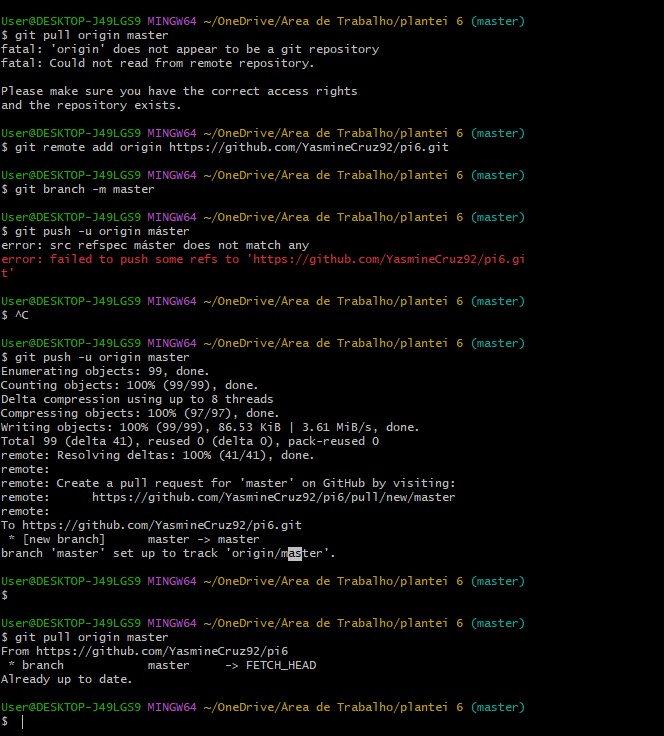 User@DESKTOP-J49LGS9 MINGW64 ~/OneDrive/Área de Trabalho/plantei 6 (master)
$ git pull origin master
fatal: 'origin' does not appear to be a git repository
fatal: Could not read from remote repository.
Please make sure you have the correct access rights
and the repository exists.
User@DESKTOP-J49LGS9 MINGW64 ~/OneDrive/Área de Trabalho/plantei 6 (master)
$ git remote add origin https://github.com/YasmineCruz92/pi6.git
User@DESKTOP-J49LGS9 MINGW64 ~/OneDrive/Área de Trabalho/plantei 6 (master)
$ git branch -m master
User@DESKTOP-J49LGS9 MINGW64 ~/OneDrive/Área de Trabalho/plantei 6 (master)
$ git push -u origin máster
error: src refspec máster does not match any
error: failed to push some refs to 'https://github.com/YasmineCruz92/pi6.gi
t'
User@DESKTOP-J49LGS9 MINGW64 ~/OneDrive/Área de Trabalho/plantei 6 (master)
$ ^C
User@DESKTOP-J49LGS9 MINGW64 ~/OneDrive/Área de Trabalho/plantei 6 (master)
$ git push -u origin master
Enumerating objects: 99, done.
Counting objects: 100% (99/99), done.
Delta compression using up to 8 threads
Compressing objects: 100% (97/97), done.
Writing objects: 100% (99/99), 86.53 KiB | 3.61 MiB/s, done.
Total 99 (delta 41), reused 0 (delta 0), pack-reused 0
remote: Resolving deltas: 100% (41/41), done.
remote:
remote: Create a pull request for 'master' on GitHub by visiting:
remote:      https://github.com/YasmineCruz92/pi6/pull/new/master
remote:
To https://github.com/YasmineCruz92/pi6.git
 * [new branch]      master -> master
branch 'master' set up to track 'origin/master'.
User@DESKTOP-J49LGS9 MINGW64 ~/OneDrive/Área de Trabalho/plantei 6 (master)
$
User@DESKTOP-J49LGS9 MINGW64 ~/OneDrive/Área de Trabalho/plantei 6 (master)
$ git pull origin master
From https://github.com/YasmineCruz92/pi6
 * branch            master     -> FETCH_HEAD
Already up to date.
User@DESKTOP-J49LGS9 MINGW64 ~/OneDrive/Área de Trabalho/plantei 6 (master)
$